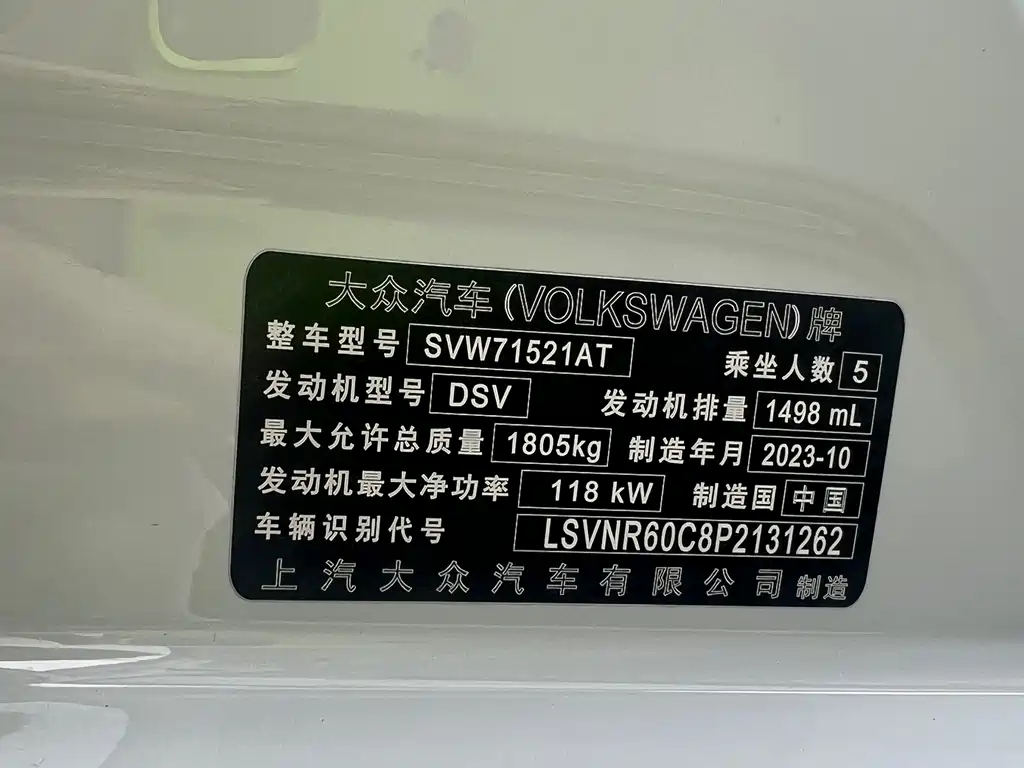 大众汽车(VOLKSWAGEN)牌
整车型号 SVW71521AT 乘坐人数 5
发动机型号 DSV 发动机排量 1498 mL
最大允许总质量 1805kg 制造年月 2023-10
发动机最大净功率 118 kW 制造国 中国
车辆识别代号 LSVNR60C8P2131262
上汽大众汽车有限公司 制造